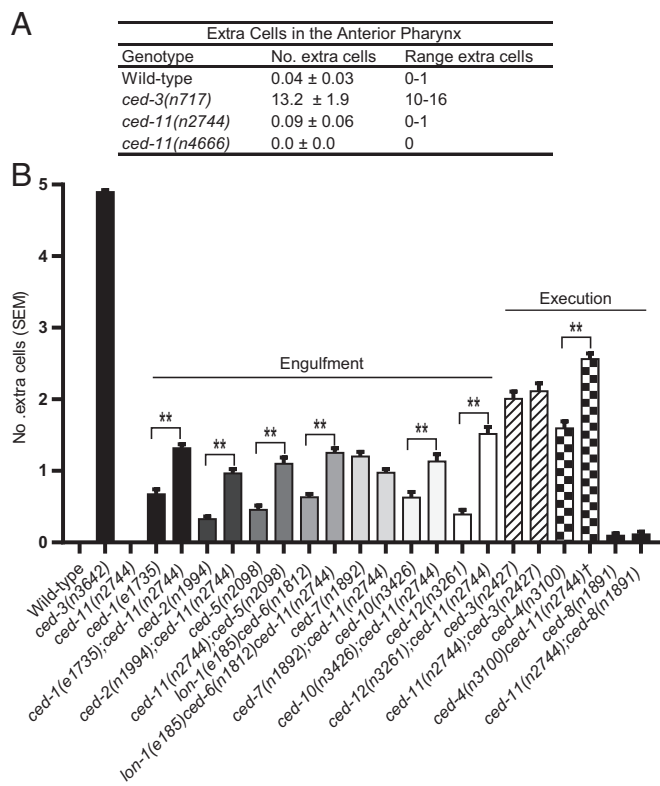 A
Extra Cells in the Anterior Pharynx
Genotype No. extra cells Range extra cells
Wild-type 0.04 ± 0.03 0-1
ced-3(n717) 13.2 ± 1.9 10-16
ced-11(n2744) 0.09 ± 0.06 0-1
ced-11(n4666) 0.0 ± 0.0 0
B
No .extra cells (SEM)
5
4
3
2
1
0
Engulfment
Execution
**
**
**
**
**
**
**
Wild-type
ced-3(n3642)
ced-11(n2744)
ced-1(e1735)
ced-1(e1735);ced-11(n2744)
ced-2(n1994)
ced-2(n1994);ced-11(n2744)
ced-5(n2098)
ced-11(n2744);ced-5(n2098)
lon-1(e185)ced-6(n1812)
lon-1(e185)ced-6(n1812)ced-11(n2744)
ced-7(n1892)
ced-7(n1892);ced-11(n2744)
ced-10(n3426)
ced-10(n3426);ced-11(n2744)
ced-12(n3261)
ced-12(n3261);ced-11(n2744)
ced-3(n2427)
ced-11(n2744);ced-3(n2427)
ced-4(n3100)
ced-4(n3100)ced-11(n2744)†
ced-8(n1891)
ced-11(n2744);ced-8(n1891)